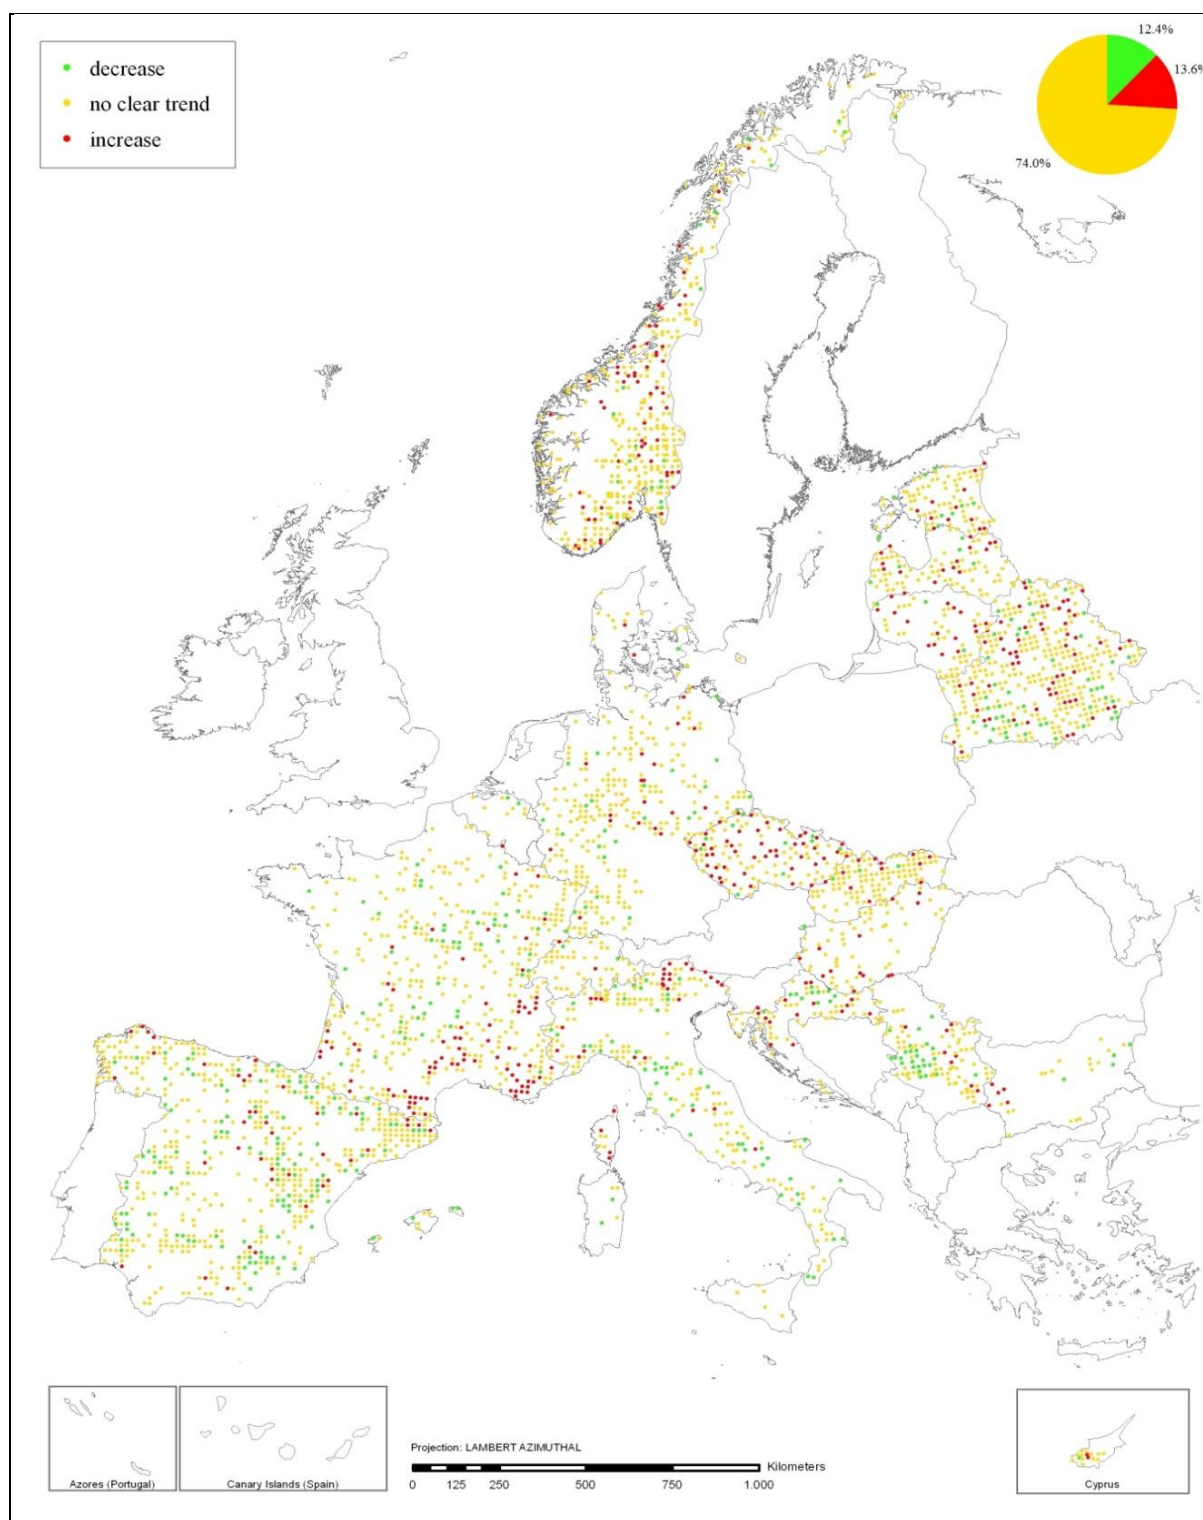 decrease
no clear trend
increase
12.4%
13.6%
74.0%
Azores (Portugal)
Canary Islands (Spain)
Projection: LAMBERT AZIMUTHAL
Kilometers
0 125 250 500 750 1.000
Cyprus